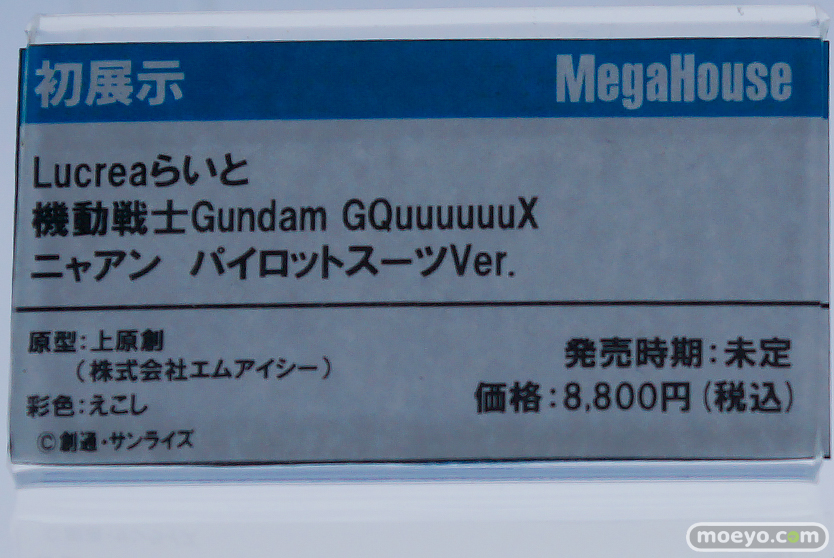 初展示 MegaHouse
Lucreaらいと
機動戦士Gundam GQuuuuuuX
ニャアン パイロットスーツVer.
原型:上原創
(株式会社エムアイシー)
彩色:えこし
©創通・サンライズ
発売時期:未定
価格:8,800円(税込)
moeyo.com